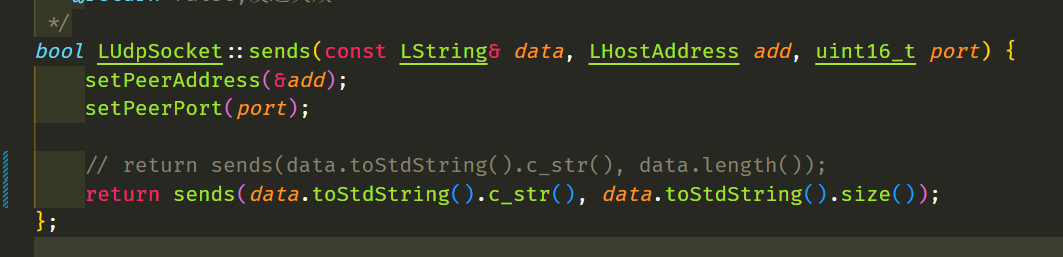 */
bool LUdpSocket::sends(const LString& data, LHostAddress add, uint16_t port) {
    setPeerAddress(&add);
    setPeerPort(port);
    // return sends(data.toStdString().c_str(), data.length());
    return sends(data.toStdString().c_str(), data.toStdString().size());
};